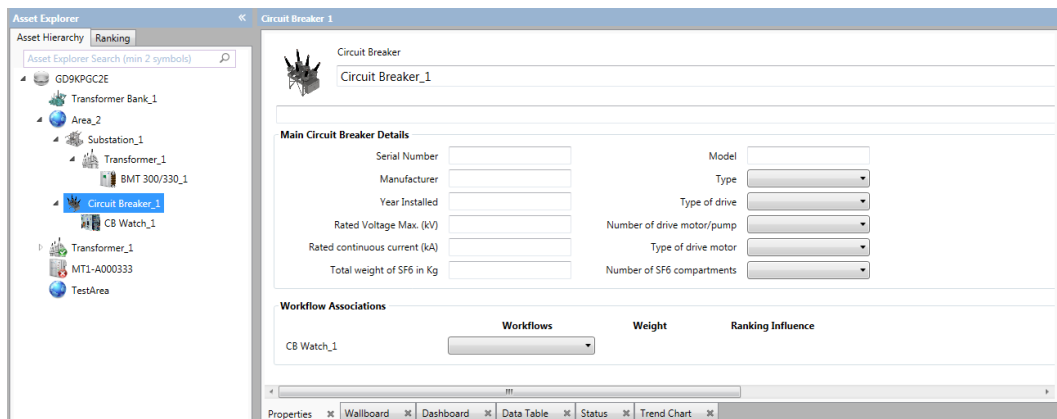 Asset Explorer
Asset Hierarchy Ranking
Asset Explorer Search (min 2 symbols)
GD9KPGC2E
Transformer Bank_1
Area_2
Substation_1
Transformer_1
BMT 300/330_1
Circuit Breaker_1
CB Watch_1
Transformer_1
MT1-A000333
TestArea
Circuit Breaker 1
Circuit Breaker
Circuit Breaker_1
Main Circuit Breaker Details
Serial Number Model
Manufacturer Type
Year Installed Type of drive
Rated Voltage Max. (kV) Number of drive motor/pump
Rated continuous current (kA) Type of drive motor
Total weight of SF6 in Kg Number of SF6 compartments
Workflow Associations
Workflows Weight Ranking Influence
CB Watch_1
Properties Wallboard Dashboard Data Table Status Trend Chart